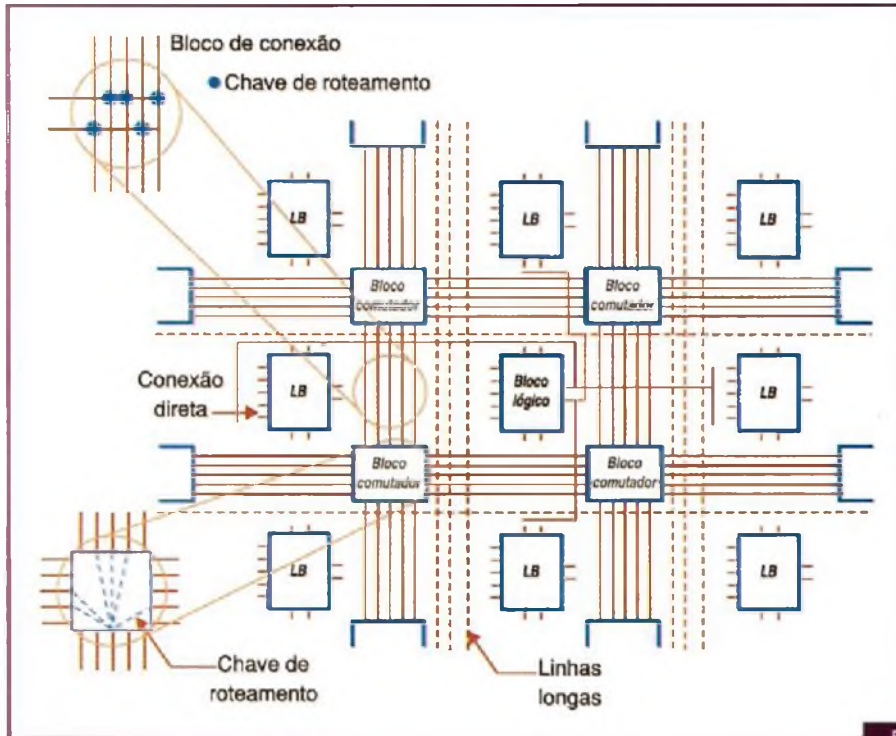 Bloco de conexão
Chave de roteamento
LB
LB
LB
Bloco
comutador
Bloco
comutador
Conexão
direta
LB
Bloco
lógico
LB
Bloco
comutador
Bloco
comutador
LB
LB
LB
Chave de
roteamento
Linhas
longas